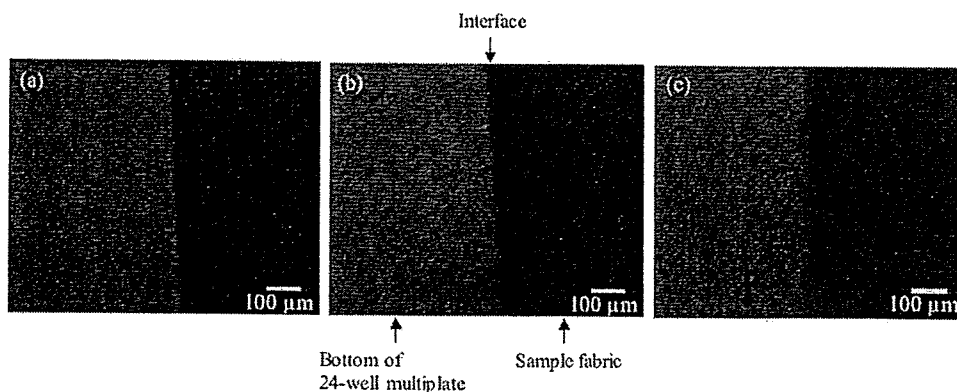 Interface
(a)
(b)
(c)
100 µm
100 µm
100 µm
Bottom of
24-well multiplate
Sample fabric